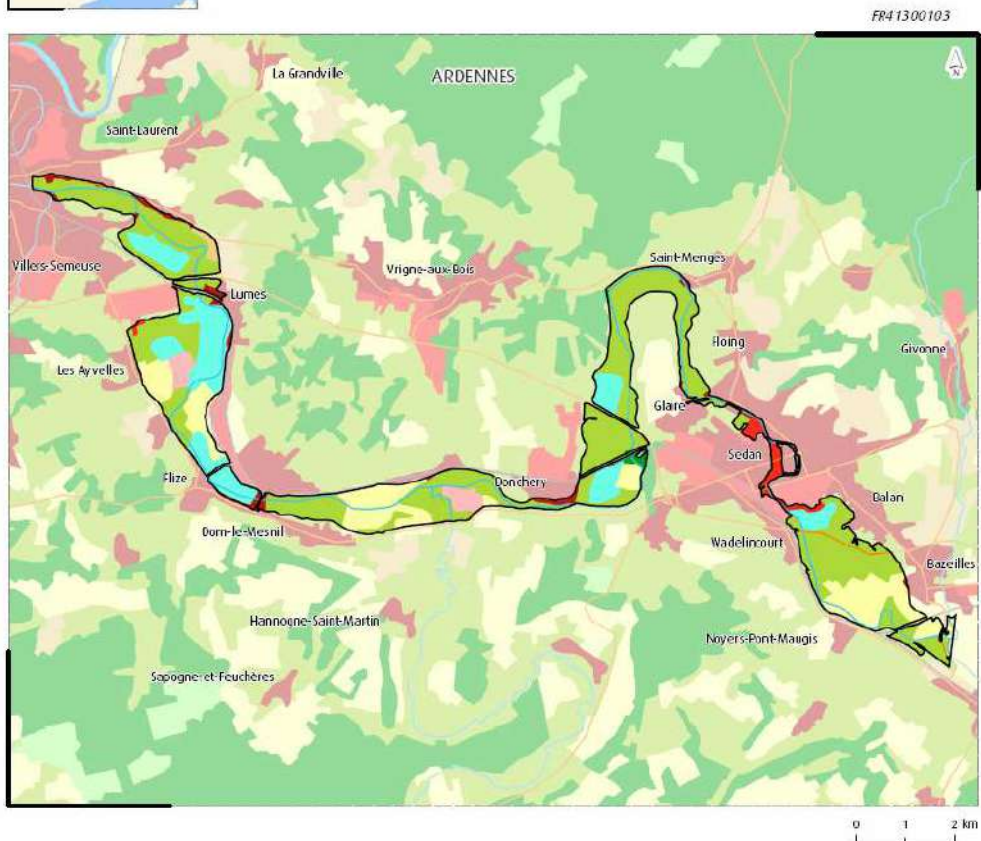 FR41300103
La Grandville
ARDENNES
N
Saint-Laurent
Villers-Semeuse
Vrigne-aux-Bois
Saint-Menges
Lumes
Floing
Givonne
Les Ayvelles
Glaire
Sedan
Flize
Donchery
Balan
Dom-le-Mesnil
Wadelincourt
Bazeilles
Hannogne-Saint-Martin
Noyers-Pont-Maugis
Sapogne-et-Feuchères
0 1 2 km